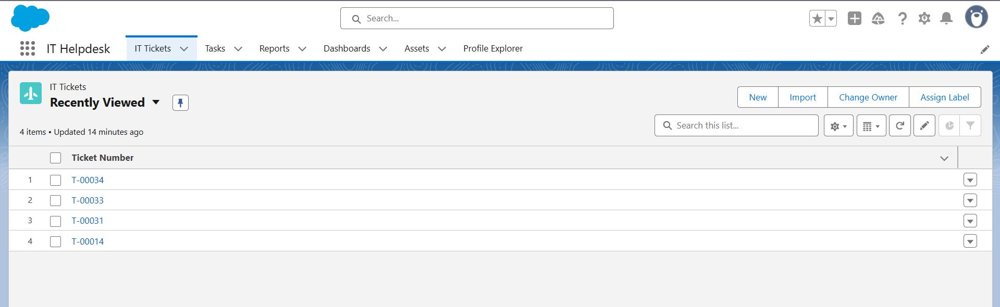 Search...
IT Helpdesk
IT Tickets
Tasks
Reports
Dashboards
Assets
Profile Explorer
IT Tickets
Recently Viewed
New
Import
Change Owner
Assign Label
4 items • Updated 14 minutes ago
Search this list...
Ticket Number
1 T-00034
2 T-00033
3 T-00031
4 T-00014